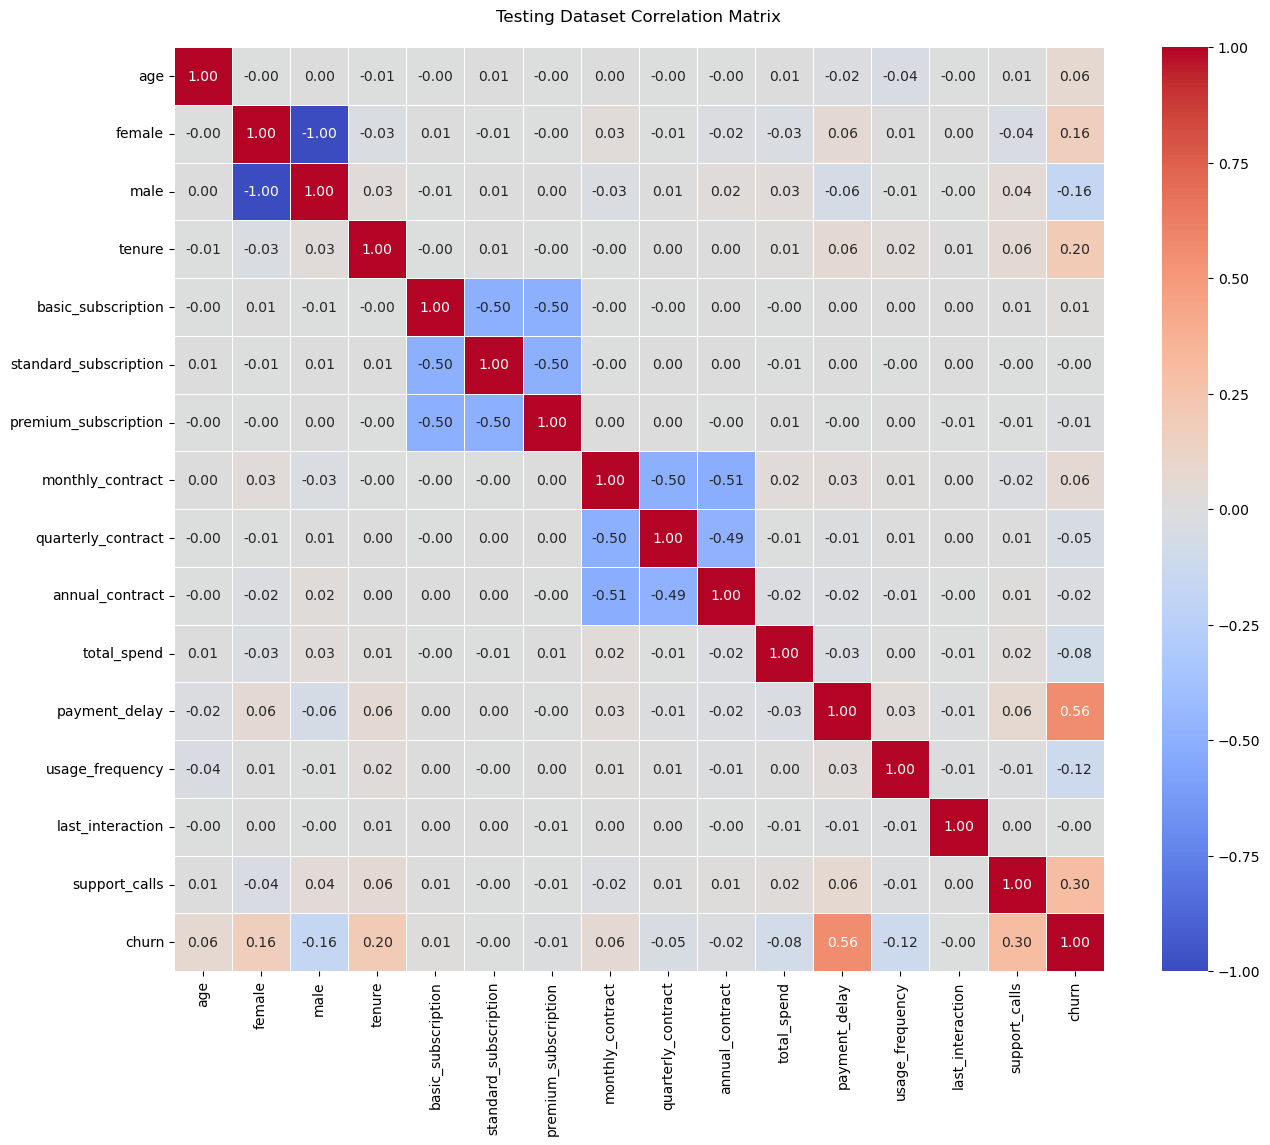 Testing Dataset Correlation Matrix
age 1.00 -0.00 0.00 -0.01 -0.00 0.01 -0.00 0.00 -0.00 -0.00 0.01 -0.02 -0.04 -0.00 0.01 0.06
female -0.00 1.00 -1.00 -0.03 0.01 -0.01 -0.00 0.03 -0.01 -0.02 -0.03 0.06 0.01 0.00 -0.04 0.16
male 0.00 -1.00 1.00 0.03 -0.01 0.01 0.00 -0.03 0.01 0.02 0.03 -0.06 -0.01 -0.00 0.04 -0.16
tenure -0.01 -0.03 0.03 1.00 -0.00 0.01 -0.00 -0.00 0.00 0.00 0.01 0.06 0.02 0.01 0.06 0.20
basic_subscription -0.00 0.01 -0.01 -0.00 1.00 -0.50 -0.50 -0.00 -0.00 0.00 -0.00 0.00 0.00 0.00 0.01 0.01
standard_subscription 0.01 -0.01 0.01 0.01 -0.50 1.00 -0.50 -0.00 0.00 0.00 -0.01 0.00 -0.00 0.00 -0.00 -0.00
premium_subscription -0.00 -0.00 0.00 -0.00 -0.50 -0.50 1.00 0.00 0.00 -0.00 0.01 -0.00 0.00 -0.01 -0.01 -0.01
monthly_contract 0.00 0.03 -0.03 -0.00 -0.00 -0.00 0.00 1.00 -0.50 -0.51 0.02 0.03 0.01 0.00 -0.02 0.06
quarterly_contract -0.00 -0.01 0.01 0.00 -0.00 0.00 0.00 -0.50 1.00 -0.49 -0.01 -0.01 0.01 0.00 0.01 -0.05
annual_contract -0.00 -0.02 0.02 0.00 0.00 0.00 -0.00 -0.51 -0.49 1.00 -0.02 -0.02 -0.01 -0.00 0.01 -0.02
total_spend 0.01 -0.03 0.03 0.01 -0.00 -0.01 0.01 0.02 -0.01 -0.02 1.00 -0.03 0.00 -0.01 0.02 -0.08
payment_delay -0.02 0.06 -0.06 0.06 0.00 0.00 -0.00 0.03 -0.01 -0.02 -0.03 1.00 0.03 -0.01 0.06 0.56
usage_frequency -0.04 0.01 -0.01 0.02 0.00 -0.00 0.00 0.01 0.01 -0.01 0.00 0.03 1.00 -0.01 -0.01 -0.12
last_interaction -0.00 0.00 -0.00 0.01 0.00 0.00 -0.01 0.00 0.00 -0.00 -0.01 -0.01 -0.01 1.00 0.00 -0.00
support_calls 0.01 -0.04 0.04 0.06 0.01 -0.00 -0.01 -0.02 0.01 0.01 0.02 0.06 -0.01 0.00 1.00 0.30
churn 0.06 0.16 -0.16 0.20 0.01 -0.00 -0.01 0.06 -0.05 -0.02 -0.08 0.56 -0.12 -0.00 0.30 1.00
age
female
male
tenure
basic_subscription
standard_subscription
premium_subscription
monthly_contract
quarterly_contract
annual_contract
total_spend
payment_delay
usage_frequency
last_interaction
support_calls
churn
1.00
0.75
0.50
0.25
0.00
−0.25
−0.50
−0.75
−1.00